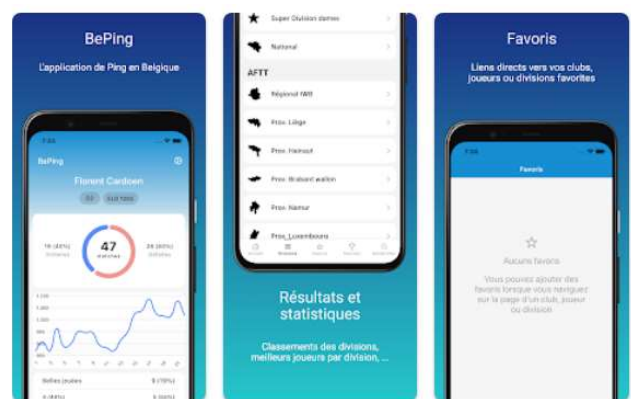 BePing
L'application de Ping en Belgique
BePing
Florent Cardoen
47
matches
Belles jouées
Super Division dames
National
AFTT
Régional IWB
Prov. Liège
Prov. Hainaut
Prov. Brabant wallon
Prov. Namur
Prov. Luxembourg
Résultats et
statistiques
Classements des divisions,
meilleurs joueurs par division, ...
Favoris
Liens directs vers vos clubs,
joueurs ou divisions favorites
Favoris
Aucuns favoris
Vous pouvez ajouter des
favoris lorsque vous naviguez
sur la page d'un club, joueur
ou division